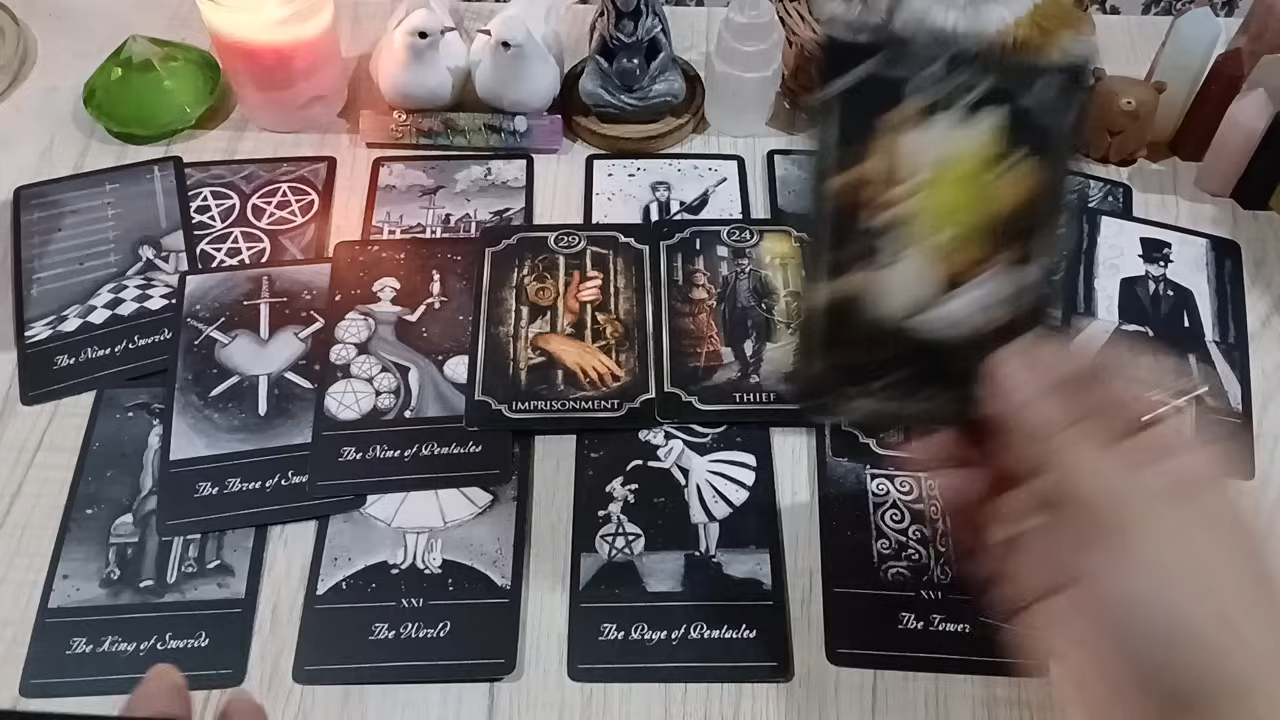 29
24
IMPRISONMENT
THIEF
The Nine of Swords
The Nine of Pentacles
The Three of Swo
XXI
XVI
The King of Swords
The World
The Page of Pentacles
The Tower